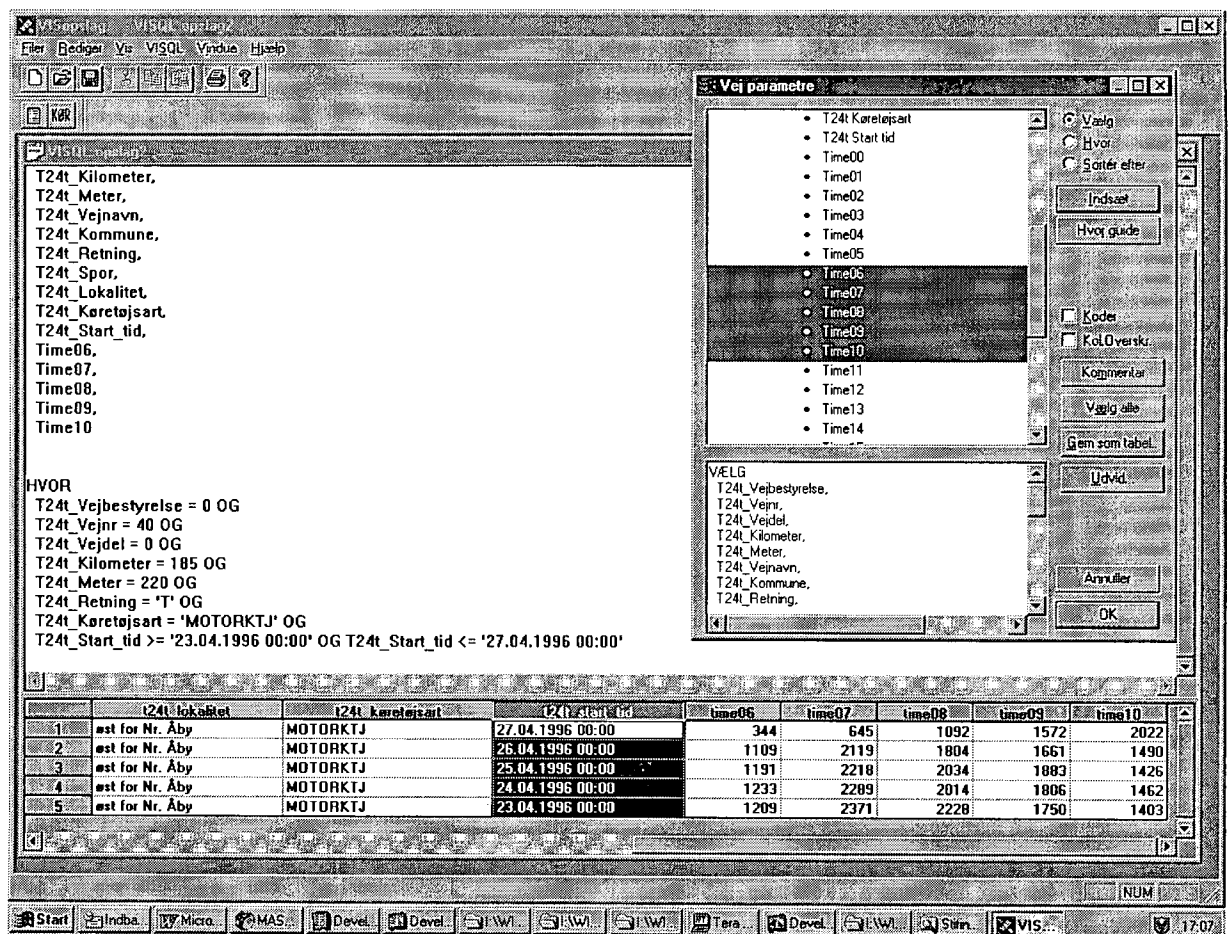 VISopslag - VISQL-opslag2
Filer Rediger Vis VISQL Vindue Hjælp
KØR
VISQL-opslag2
T24t_Kilometer,
T24t_Meter,
T24t_Vejnavn,
T24t_Kommune,
T24t_Retning,
T24t_Spor,
T24t_Lokalitet,
T24t_Køretøjsart,
T24t_Start_tid,
Time06,
Time07,
Time08,
Time09,
Time10
HVOR
T24t_Vejbestyrelse = 0 OG
T24t_Vejnr = 40 OG
T24t_Vejdel = 0 OG
T24t_Kilometer = 185 OG
T24t_Meter = 220 OG
T24t_Retning = 'T' OG
T24t_Køretøjsart = 'MOTORKTJ' OG
T24t_Start_tid >= '23.04.1996 00:00' OG T24t_Start_tid <= '27.04.1996 00:00'
Vej parametre
T24t Køretøjsart
T24t Start tid
Time00
Time01
Time02
Time03
Time04
Time05
Time06
Time07
Time08
Time09
Time10
Time11
Time12
Time13
Time14
Vælg
Hvor
Sortér efter
Indsæt
Hvor guide
Koder
Kol.Overskr.
Kommentar
Vælg alle
Gem som tabel..
Udvid..
Annuller
OK
VÆLG
T24t_Vejbestyrelse,
T24t_Vejnr,
T24t_Vejdel,
T24t_Kilometer,
T24t_Meter,
T24t_Vejnavn,
T24t_Kommune,
T24t_Retning,
t24t_lokalitet t24t_køretøjsart t24t_start_tid time06 time07 time08 time09 time10
1 øst for Nr. Åby MOTORKTJ 27.04.1996 00:00 344 645 1092 1572 2022
2 øst for Nr. Åby MOTORKTJ 26.04.1996 00:00 1109 2119 1804 1661 1490
3 øst for Nr. Åby MOTORKTJ 25.04.1996 00:00 1191 2218 2034 1883 1426
4 øst for Nr. Åby MOTORKTJ 24.04.1996 00:00 1233 2289 2014 1806 1462
5 øst for Nr. Åby MOTORKTJ 23.04.1996 00:00 1209 2371 2228 1750 1403
NUM
Start Indba.. Micro.. MAS... Devel.. Devel.. I:\WI... I:\WI... I:\WI... Tera.. Devel.. I:\WI... VIS... 17:07